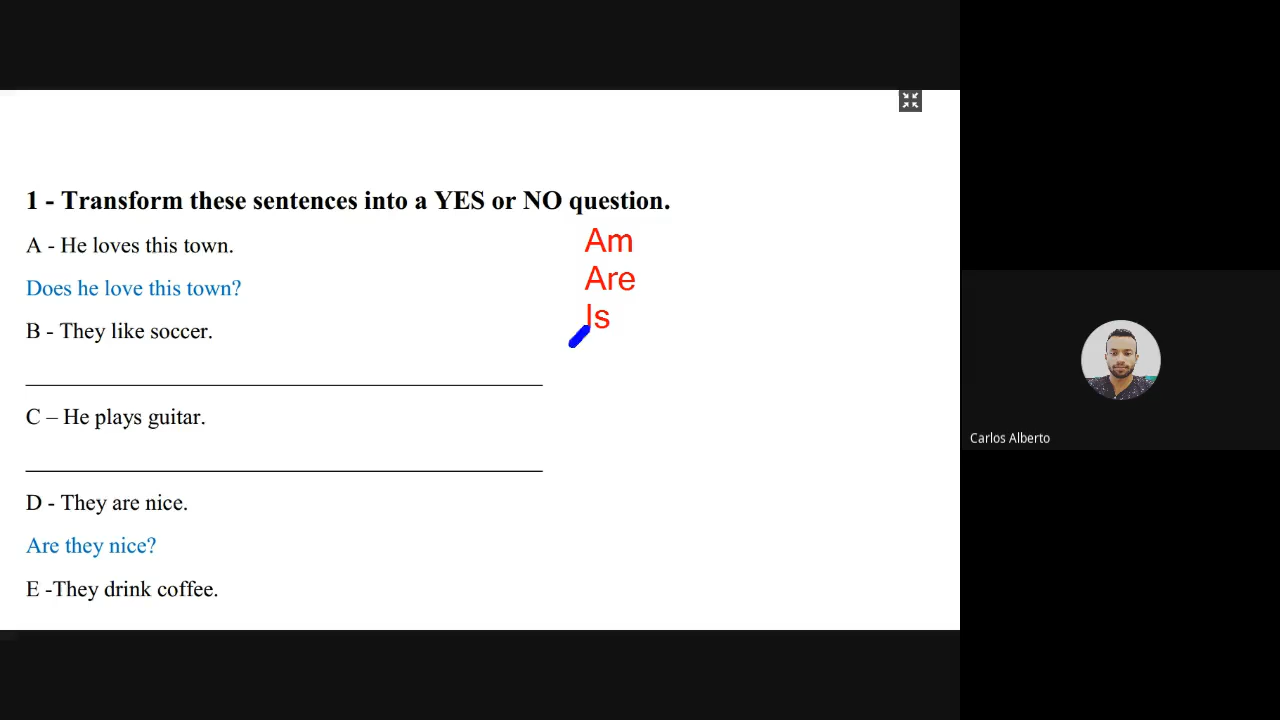 1 - Transform these sentences into a YES or NO question.
A - He loves this town.
Am
Does he love this town?
Are
B - They like soccer.
Is
C – He plays guitar.
D - They are nice.
Are they nice?
E -They drink coffee.
Carlos Alberto